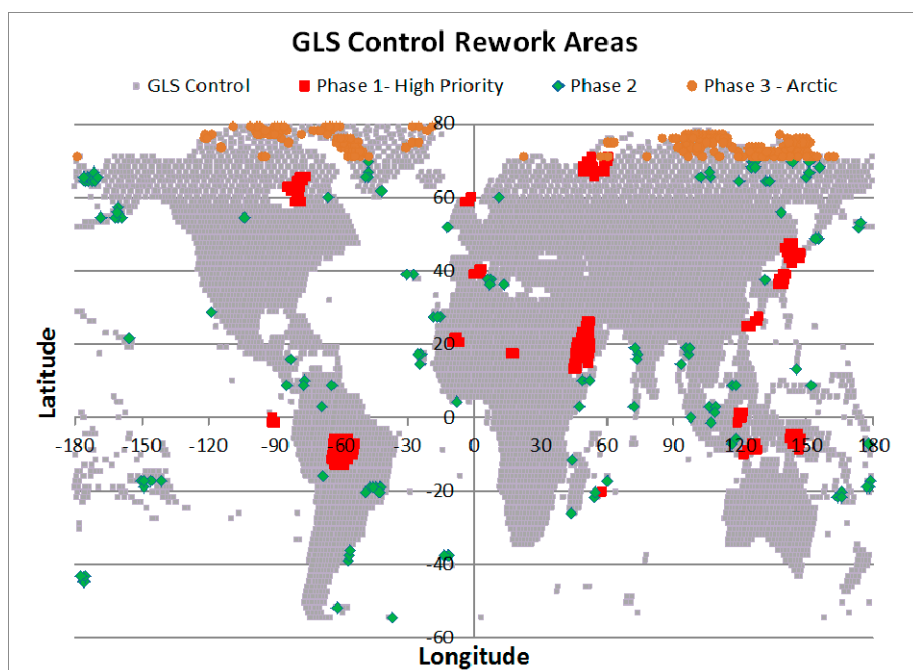 GLS Control Rework Areas
GLS Control Phase 1- High Priority Phase 2 Phase 3 - Arctic
80
60
40
20
0
-180 -150 -120 -90 -60 -30 0 30 60 90 120 150 180
-20
-40
-60
Latitude
Longitude